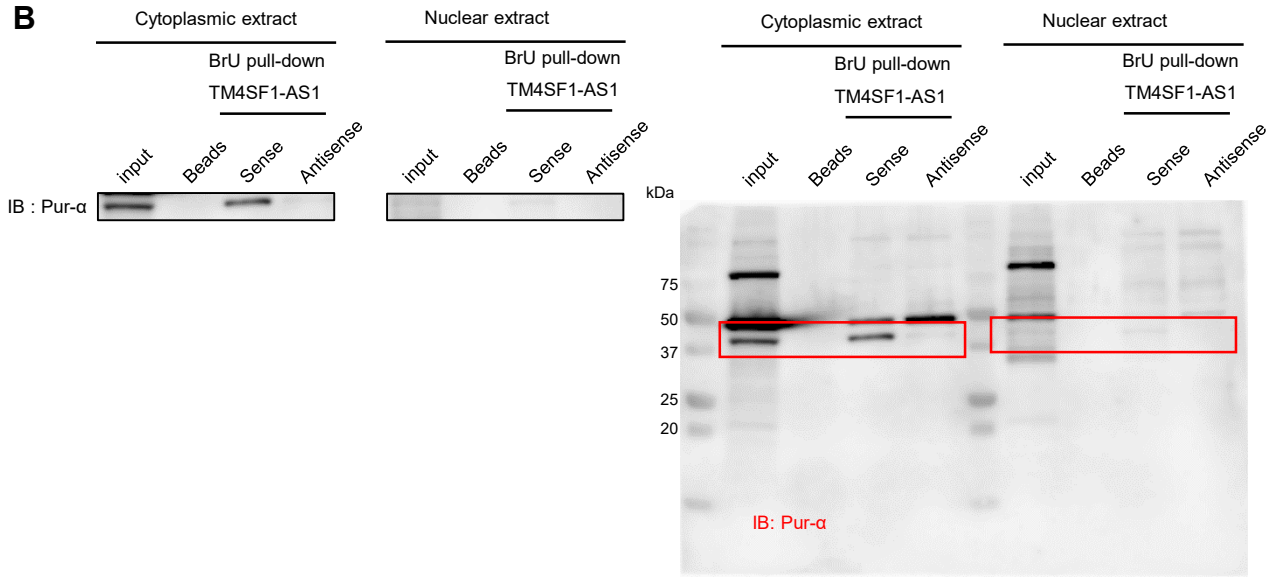 B
Cytoplasmic extract
BrU pull-down
TM4SF1-AS1
input
Beads
Sense
Antisense
IB : Pur-α
Nuclear extract
BrU pull-down
TM4SF1-AS1
input
Beads
Sense
Antisense
Cytoplasmic extract
BrU pull-down
TM4SF1-AS1
input
Beads
Sense
Antisense
Nuclear extract
BrU pull-down
TM4SF1-AS1
input
Beads
Sense
Antisense
kDa
75
50
37
25
20
IB: Pur-α